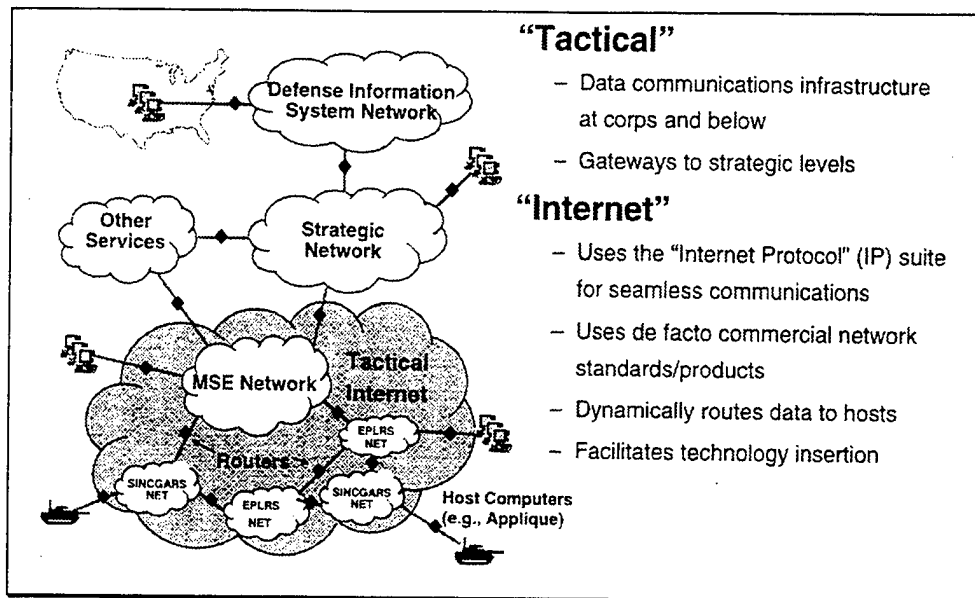 Defense Information
System Network
Other
Services
Strategic
Network
MSE Network
Tactical
Internet
EPLRS
NET
Routers
SINCGARS
NET
EPLRS
NET
SINCGARS
NET
Host Computers
(e.g., Applique)
“Tactical”
– Data communications infrastructure
at corps and below
– Gateways to strategic levels
“Internet”
– Uses the “Internet Protocol” (IP) suite
for seamless communications
– Uses de facto commercial network
standards/products
– Dynamically routes data to hosts
– Facilitates technology insertion